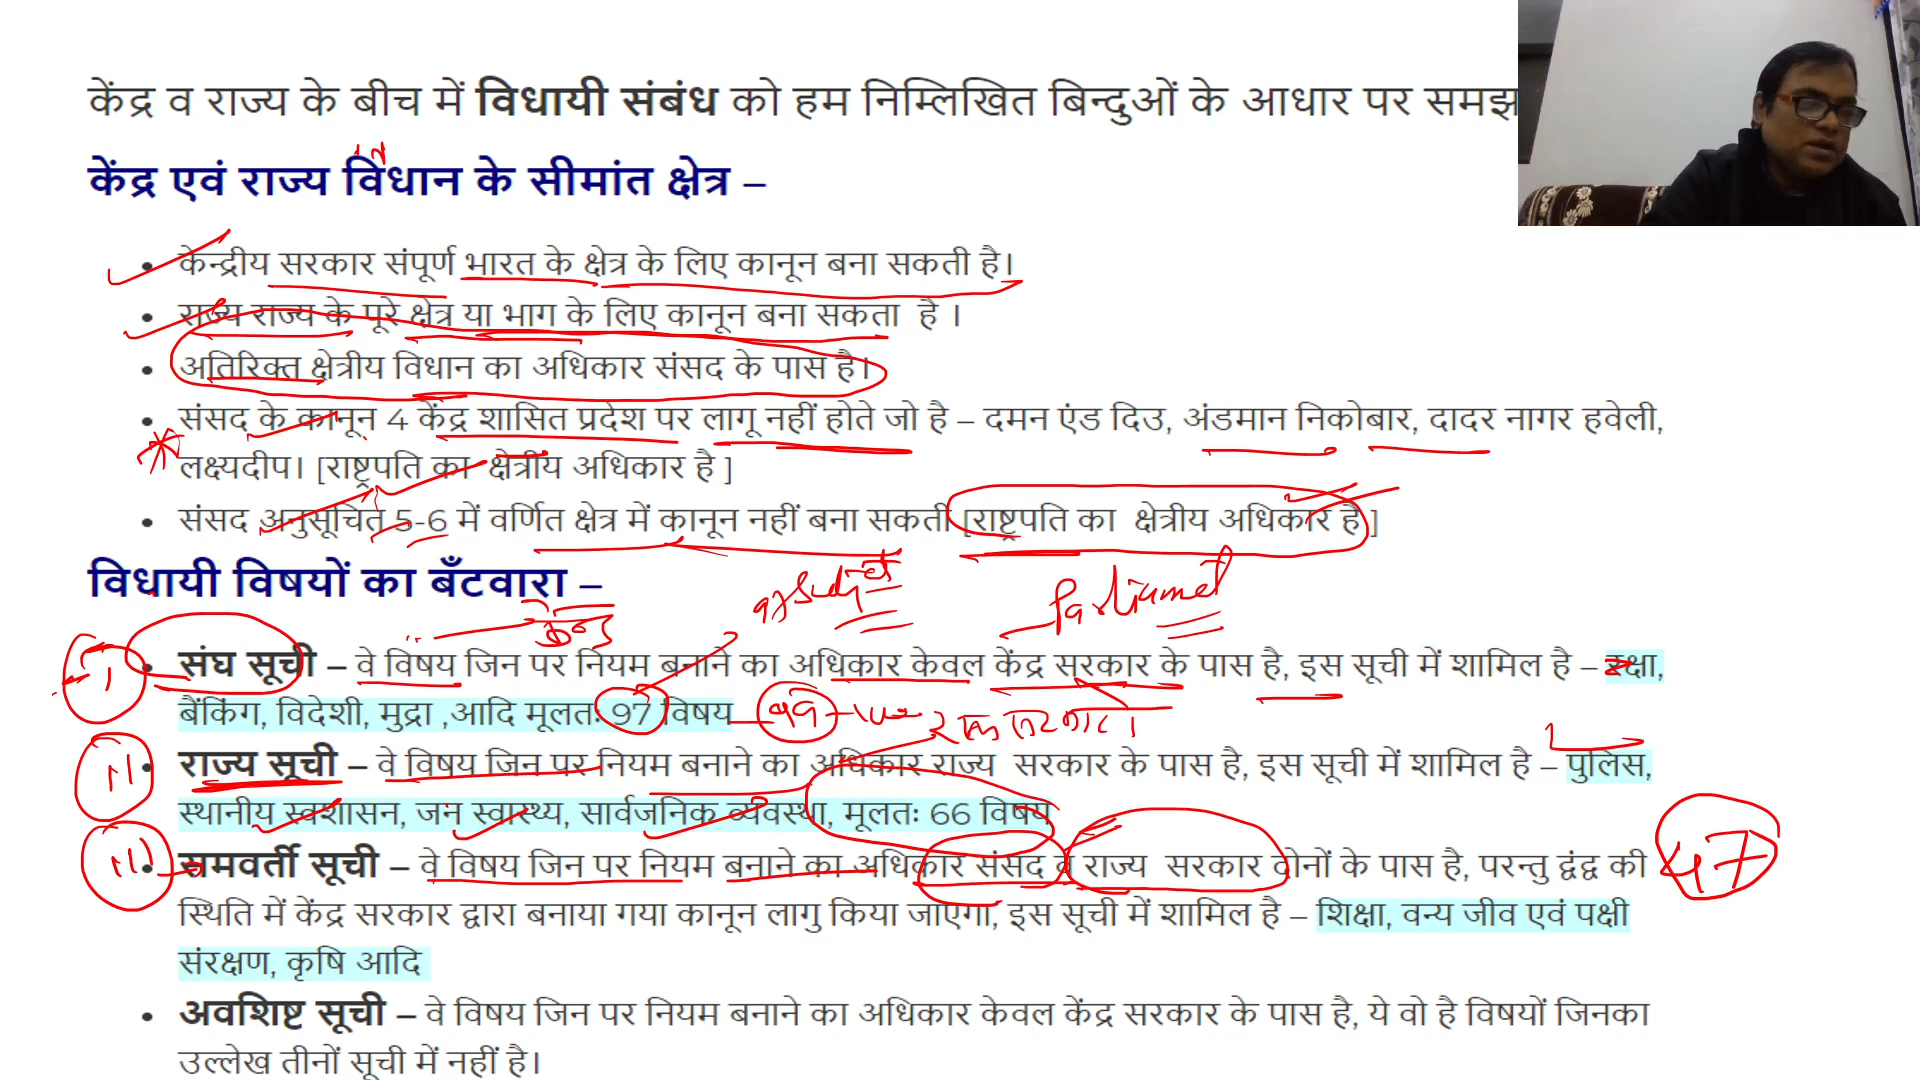 केंद्र व राज्य के बीच में विधायी संबंध को हम निम्लिखित बिन्दुओं के आधार पर समझ
केंद्र एवं राज्य विधान के सीमांत क्षेत्र –
• केन्द्रीय सरकार संपूर्ण भारत के क्षेत्र के लिए कानून बना सकती है।
• राज्य राज्य के पूरे क्षेत्र या भाग के लिए कानून बना सकता है ।
• अतिरिक्त क्षेत्रीय विधान का अधिकार संसद के पास है।
• संसद के कानून 4 केंद्र शासित प्रदेश पर लागू नहीं होते जो है – दमन एंड दिउ, अंडमान निकोबार, दादर नागर हवेली,
लक्ष्यदीप। [राष्ट्रपति का क्षेत्रीय अधिकार है ]
• संसद अनुसूचित 5-6 में वर्णित क्षेत्र में कानून नहीं बना सकती [राष्ट्रपति का क्षेत्रीय अधिकार है ]
विधायी विषयों का बँटवारा –
केन्द्र 97 Subject Parliament
I • संघ सूची – वे विषय जिन पर नियम बनाने का अधिकार केवल केंद्र सरकार के पास है, इस सूची में शामिल है – रक्षा,
बैंकिंग, विदेशी, मुद्रा ,आदि मूलतः 97 विषय
II • राज्य सूची – वे विषय जिन पर नियम बनाने का अधिकार राज्य सरकार के पास है, इस सूची में शामिल है – पुलिस,
स्थानीय स्वशासन, जन स्वास्थ्य, सार्वजनिक व्यवस्था, मूलतः 66 विषय
III • समवर्ती सूची – वे विषय जिन पर नियम बनाने का अधिकार संसद व राज्य सरकार दोनों के पास है, परन्तु द्वंद्व की 47
स्थिति में केंद्र सरकार द्वारा बनाया गया कानून लागु किया जाएगा, इस सूची में शामिल है – शिक्षा, वन्य जीव एवं पक्षी
संरक्षण, कृषि आदि
• अवशिष्ट सूची – वे विषय जिन पर नियम बनाने का अधिकार केवल केंद्र सरकार के पास है, ये वो है विषयों जिनका
उल्लेख तीनों सूची में नहीं है।